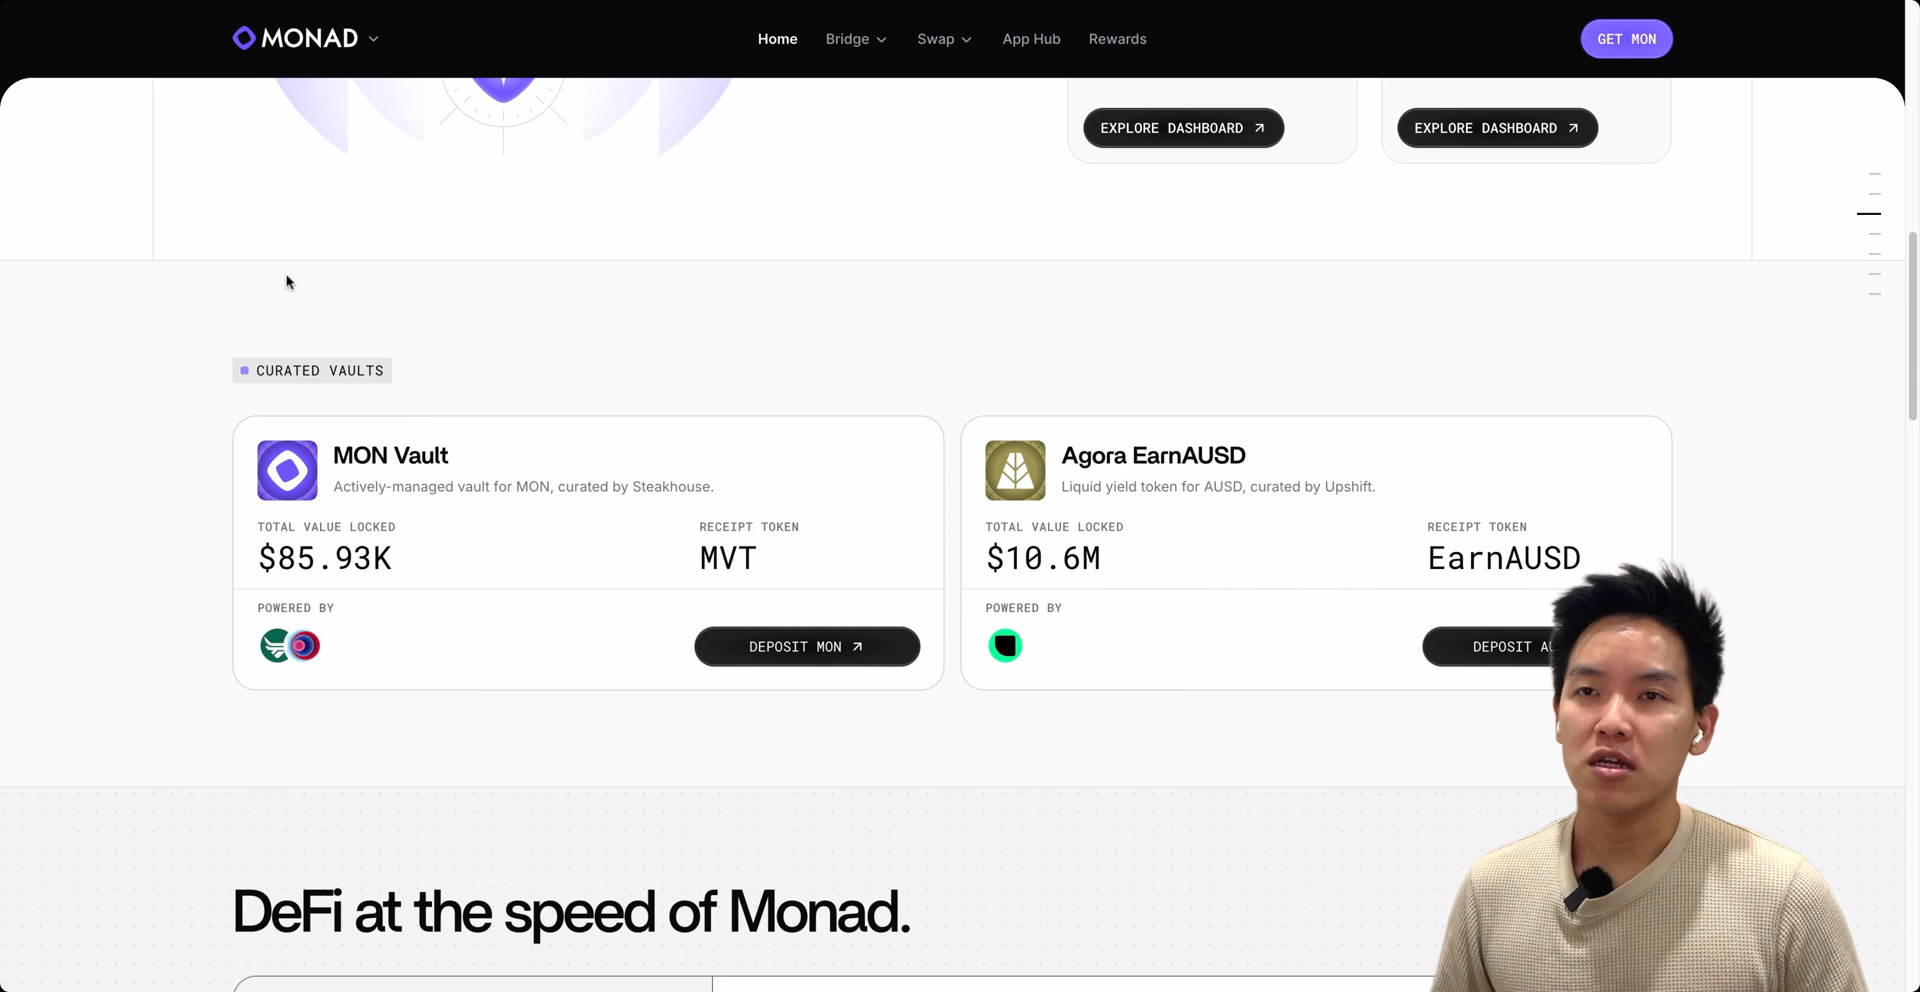 MONAD
Home Bridge Swap App Hub Rewards
GET MON
EXPLORE DASHBOARD EXPLORE DASHBOARD
CURATED VAULTS
MON Vault
Actively-managed vault for MON, curated by Steakhouse.
TOTAL VALUE LOCKED RECEIPT TOKEN
$85.93K MVT
POWERED BY
DEPOSIT MON
Agora EarnAUSD
Liquid yield token for AUSD, curated by Upshift.
TOTAL VALUE LOCKED RECEIPT TOKEN
$10.6M EarnAUSD
POWERED BY
DEPOSIT
DeFi at the speed of Monad.